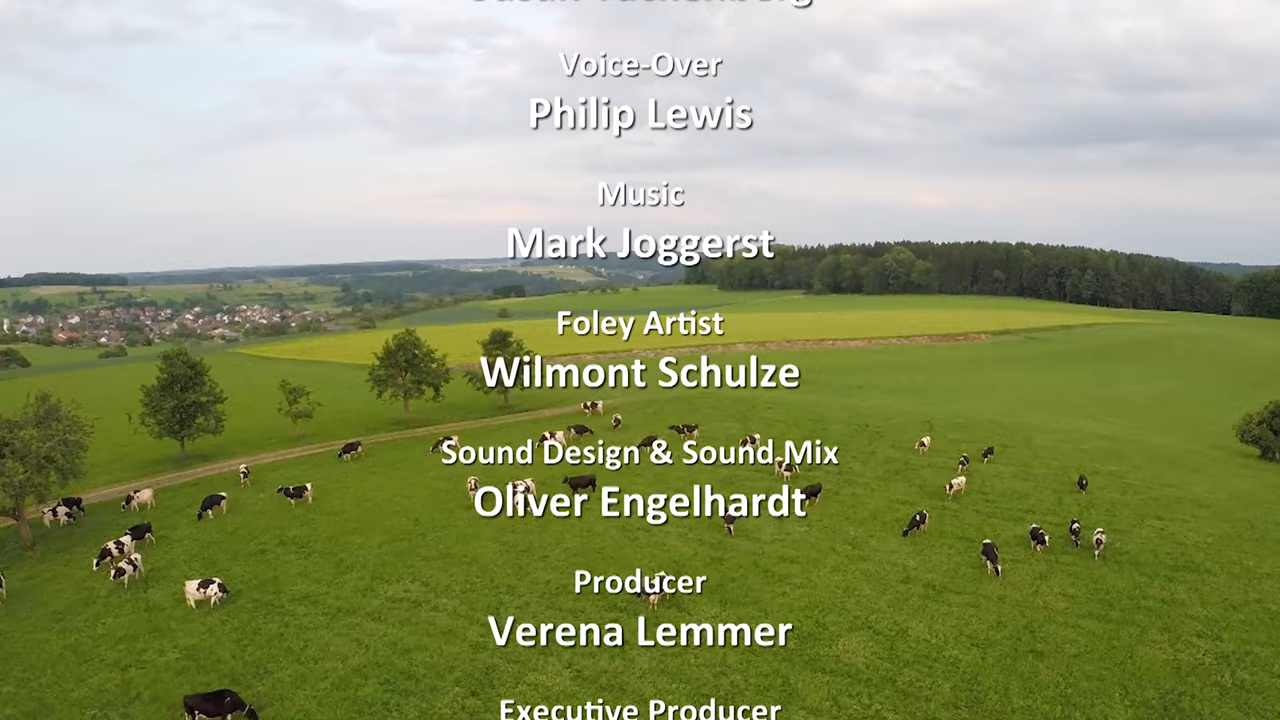 Voice-Over
Philip Lewis
Music
Mark Joggerst
Foley Artist
Wilmont Schulze
Sound Design & Sound Mix
Oliver Engelhardt
Producer
Verena Lemmer
Executive Producer